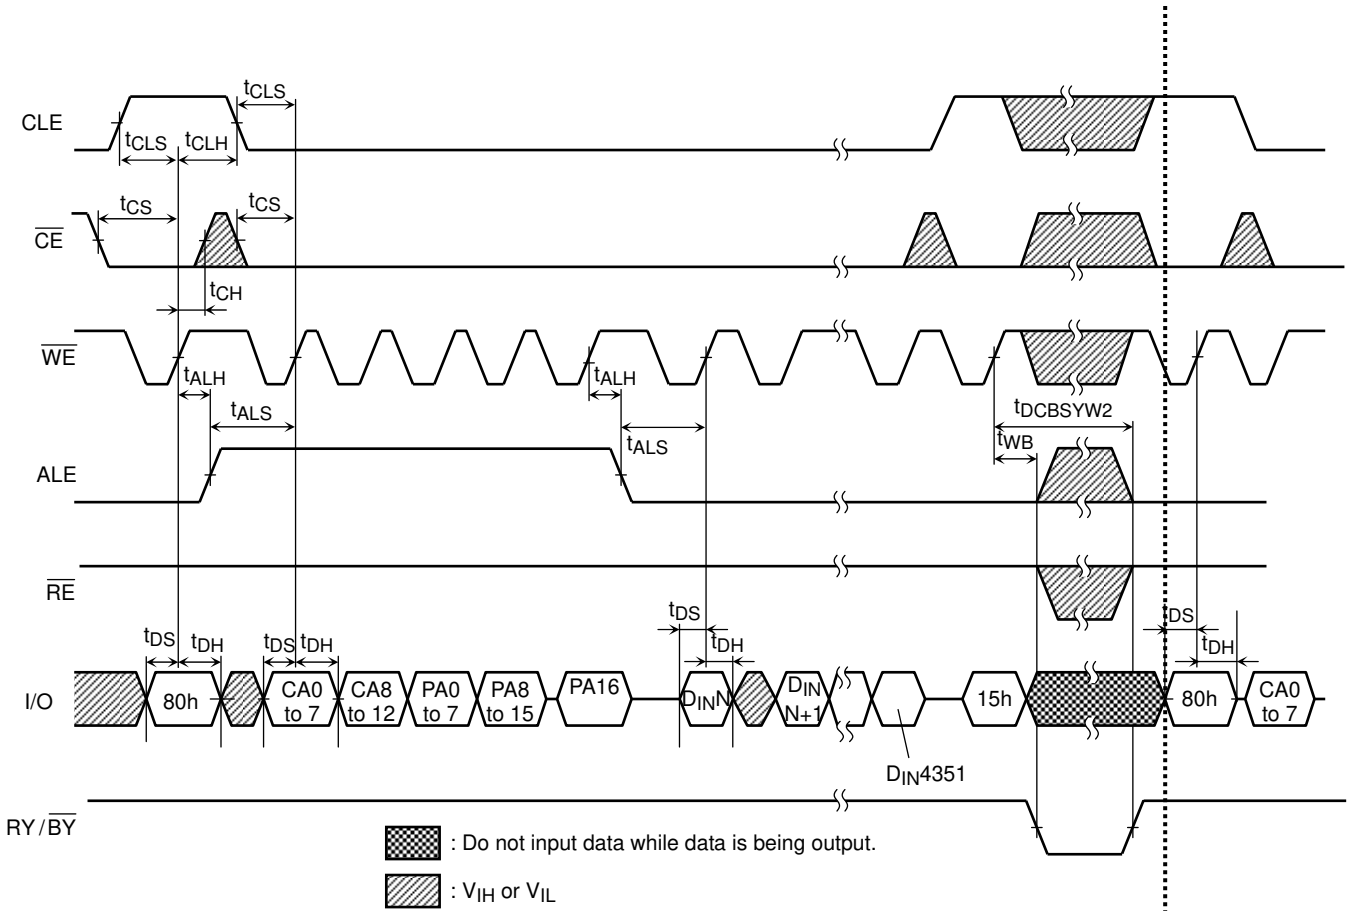 tCLS
CLE
tCLS tCLH
tCS tCS
CE
tCH
WE
tALH tALH
tALS tDCBSYW2
tALS tWB
ALE
RE
tDS tDH tDS tDH tDS tDH DS tDH
I/O 80h CA0 to 7 CA8 to 12 PA0 to 7 PA8 to 15 PA16 DINN DIN N+1 15h 80h CA0 to 7
DIN4351
RY/BY
: Do not input data while data is being output.
: VIH or VIL